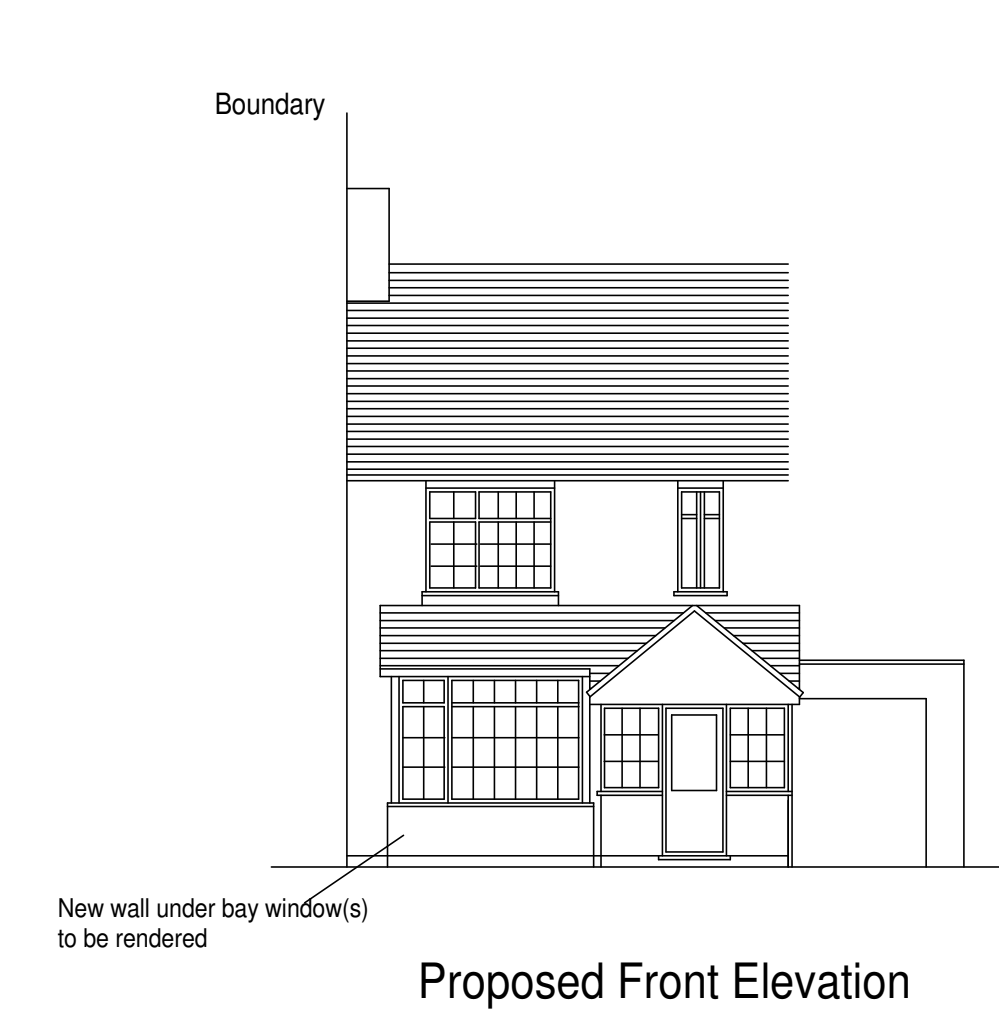 Boundary
New wall under bay window(s)
to be rendered
Proposed Front Elevation